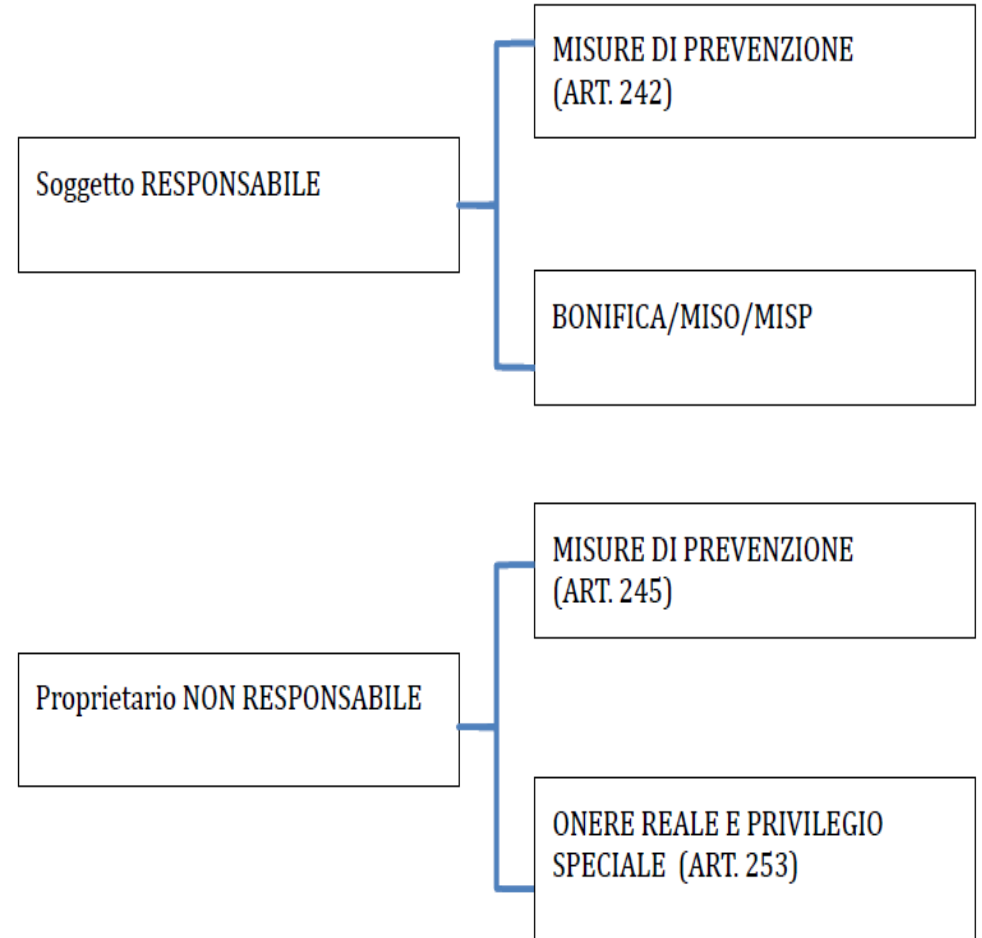 Soggetto RESPONSABILE
MISURE DI PREVENZIONE
(ART. 242)
BONIFICA/MISO/MISP
Proprietario NON RESPONSABILE
MISURE DI PREVENZIONE
(ART. 245)
ONERE REALE E PRIVILEGIO
SPECIALE (ART. 253)